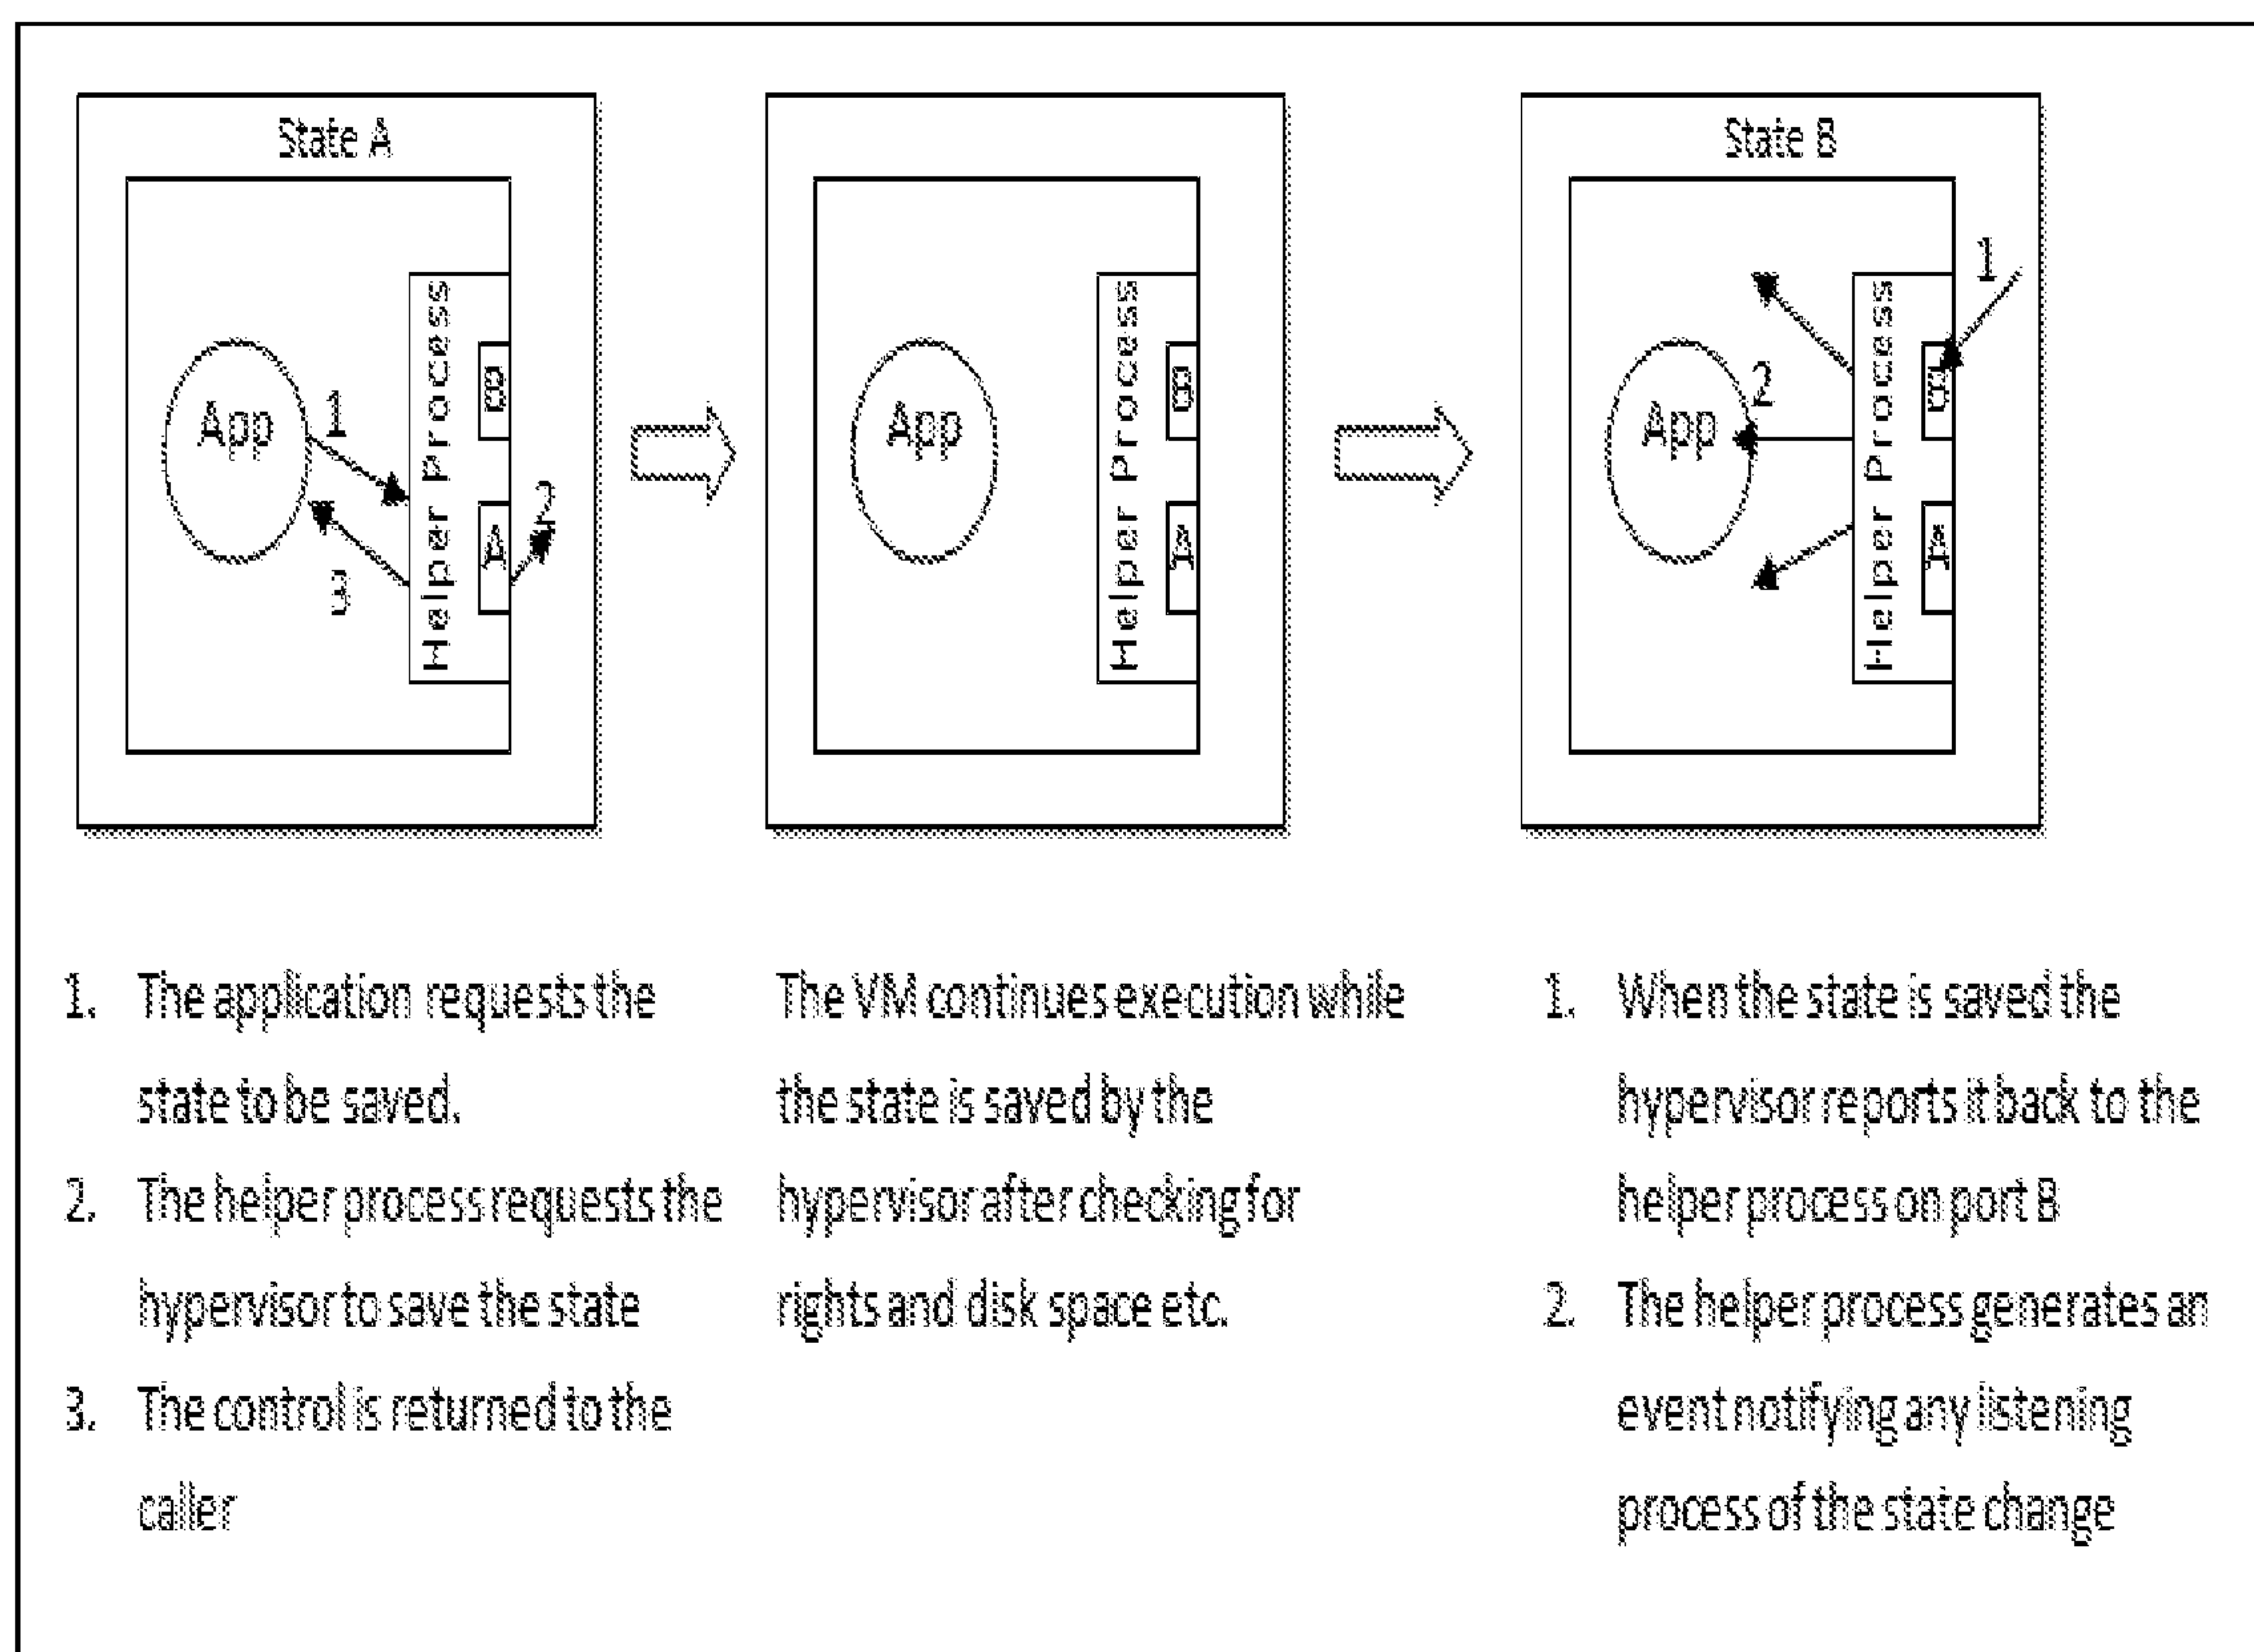 State A
App
1
2
3
Helper Process
B
A
App
Helper Process
B
A
State B
App
1
2
Helper Process
B
A
1. The application requests the
state to be saved.
2. The helper process requests the
hypervisor to save the state
3. The control is returned to the
caller
The VM continues execution while
the state is saved by the
hypervisor after checking for
rights and disk space etc.
1. When the state is saved the
hypervisor reports it back to the
helper process on port B
2. The helper process generates an
event notifying any listening
process of the state change